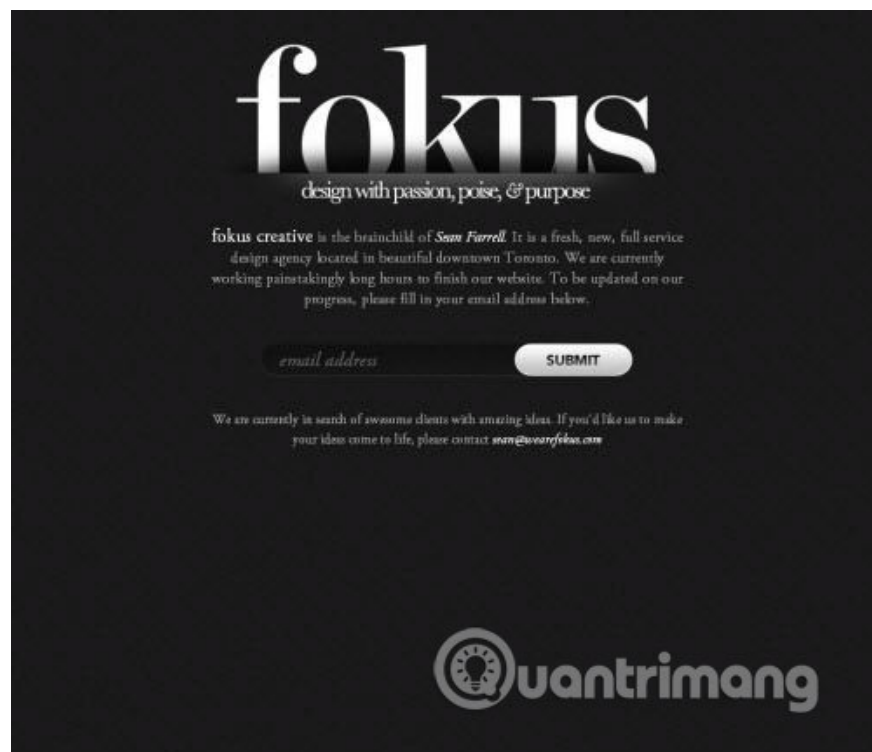 fokus
design with passion, poise, & purpose
fokus creative is the brainchild of Sean Farrell. It is a fresh, new, full service
design agency located in beautiful downtown Toronto. We are currently
working painstakingly long hours to finish our website. To be updated on our
progress, please fill in your email address below.
email address
SUBMIT
We are currently in search of awesome clients with amazing ideas. If you'd like us to make
your ideas come to life, please contact sean@wearefokus.com
Quantrimang